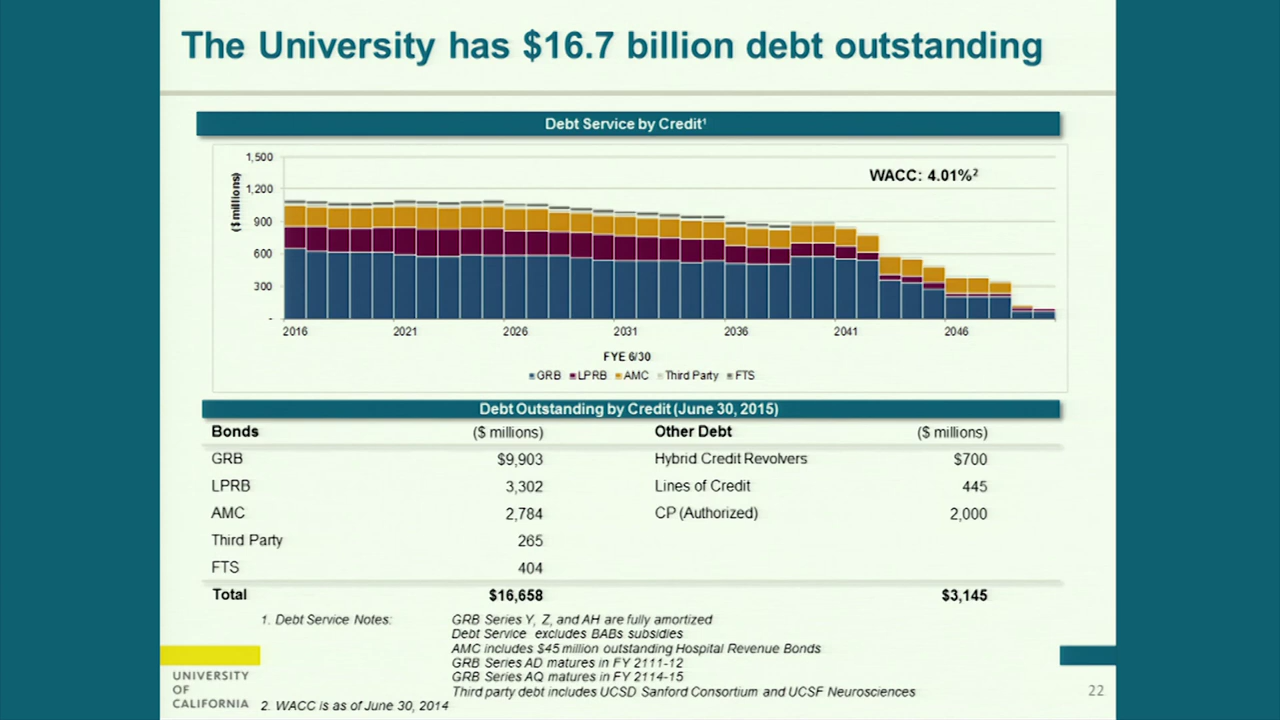 The University has $16.7 billion debt outstanding
Debt Service by Credit¹
($ millions)
1,500
1,200
900
600
300
-
WACC: 4.01%²
2016 2021 2026 2031 2036 2041 2046
FYE 6/30
GRB LPRB AMC Third Party FTS
Debt Outstanding by Credit (June 30, 2015)
Bonds ($ millions) Other Debt ($ millions)
GRB $9,903 Hybrid Credit Revolvers $700
LPRB 3,302 Lines of Credit 445
AMC 2,784 CP (Authorized) 2,000
Third Party 265
FTS 404
Total $16,658 $3,145
1. Debt Service Notes: GRB Series Y, Z, and AH are fully amortized
Debt Service excludes BABs subsidies
AMC includes $45 million outstanding Hospital Revenue Bonds
GRB Series AD matures in FY 2111-12
GRB Series AQ matures in FY 2114-15
Third party debt includes UCSD Sanford Consortium and UCSF Neurosciences
2. WACC is as of June 30, 2014
UNIVERSITY
OF
CALIFORNIA
22